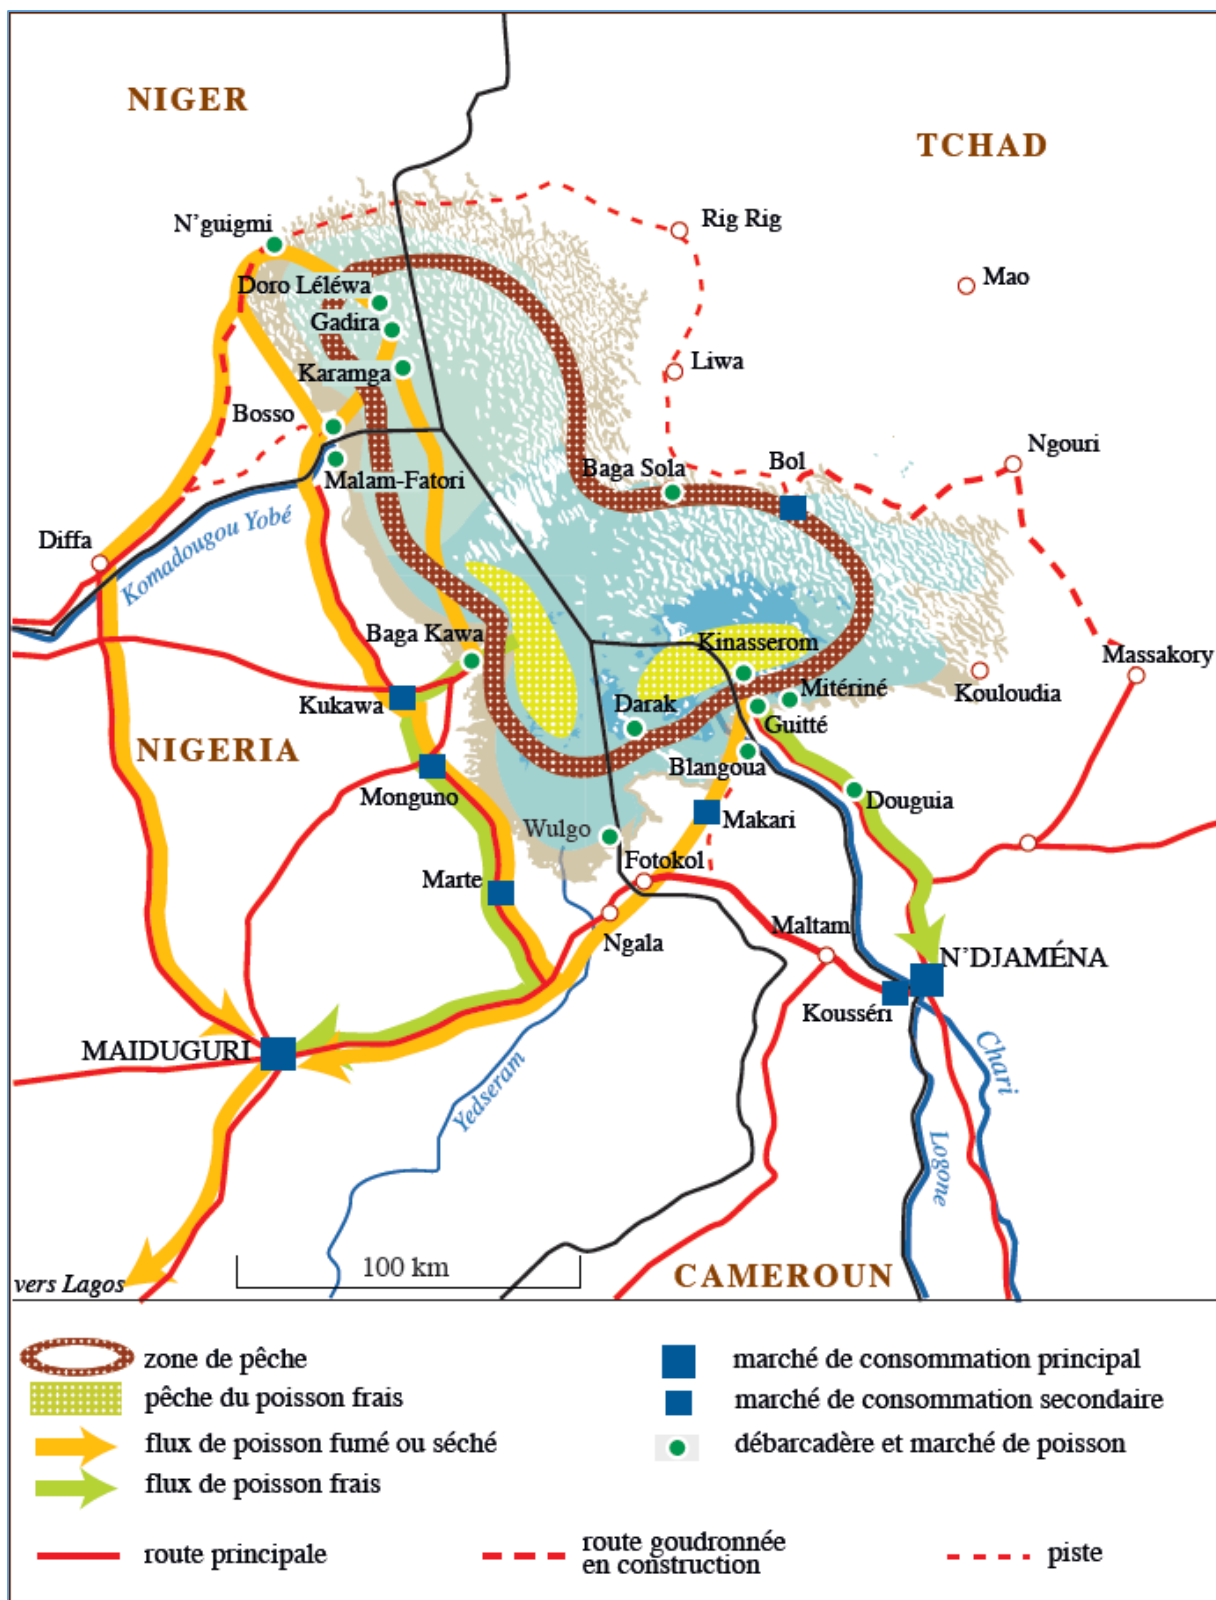 NIGER
TCHAD
N'guigmi
Rig Rig
Mao
Doro Léléwa
Gadira
Karamga
Liwa
Bosso
Malam-Fatori
Baga Sola
Bol
Ngouri
Diffa
Komadougou Yobé
Baga Kawa
Kinasserom
Massakory
Kouloudia
Mitériné
Kukawa
Darak
Guitté
NIGERIA
Blangoua
Monguno
Douguia
Makari
Wulgo
Fotokol
Marte
Maltam
Ngala
N'DJAMÉNA
Kousséri
MAIDUGURI
Chari
Yedseram
Logone
100 km
CAMEROUN
vers Lagos
zone de pêche
pêche du poisson frais
flux de poisson fumé ou séché
flux de poisson frais
marché de consommation principal
marché de consommation secondaire
débarcadère et marché de poisson
route principale
route goudronnée
en construction
piste